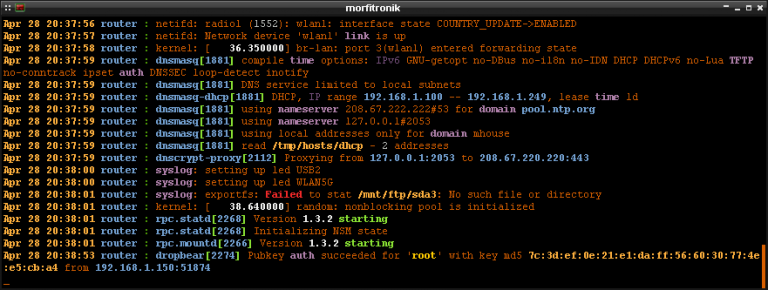 morfitronik
Apr 28 20:37:56 router : netifd: radio1 (1552): wlan1: interface state COUNTRY_UPDATE->ENABLED
Apr 28 20:37:57 router : netifd: Network device 'wlan1' link is up
Apr 28 20:37:58 router : kernel: [   36.350000] br-lan: port 3(wlan1) entered forwarding state
Apr 28 20:37:59 router : dnsmasq[1881] compile time options: IPv6 GNU-getopt no-DBus no-i18n no-IDN DHCP DHCPv6 no-Lua TFTP
no-conntrack ipset auth DNSSEC loop-detect inotify
Apr 28 20:37:59 router : dnsmasq[1881] DNS service limited to local subnets
Apr 28 20:37:59 router : dnsmasq-dhcp[1881] DHCP, IP range 192.168.1.100 -- 192.168.1.249, lease time 1d
Apr 28 20:37:59 router : dnsmasq[1881] using nameserver 208.67.222.222#53 for domain pool.ntp.org
Apr 28 20:37:59 router : dnsmasq[1881] using nameserver 127.0.0.1#2053
Apr 28 20:37:59 router : dnsmasq[1881] using local addresses only for domain mhouse
Apr 28 20:37:59 router : dnsmasq[1881] read /tmp/hosts/dhcp - 2 addresses
Apr 28 20:37:59 router : dnscrypt-proxy[2112] Proxying from 127.0.0.1:2053 to 208.67.220.220:443
Apr 28 20:38:00 router : syslog: setting up led USB2
Apr 28 20:38:00 router : syslog: setting up led WLAN5G
Apr 28 20:38:01 router : syslog: exportfs: Failed to stat /mnt/ftp/sda3: No such file or directory
Apr 28 20:38:01 router : kernel: [   38.640000] random: nonblocking pool is initialized
Apr 28 20:38:01 router : rpc.statd[2268] Version 1.3.2 starting
Apr 28 20:38:01 router : rpc.statd[2268] Initializing NSM state
Apr 28 20:38:01 router : rpc.mountd[2266] Version 1.3.2 starting
Apr 28 20:38:53 router : dropbear[2274] Pubkey auth succeeded for 'root' with key md5 7c:3d:ef:0e:21:e1:da:ff:56:60:30:77:4e
:e5:cb:a4 from 192.168.1.150:51874